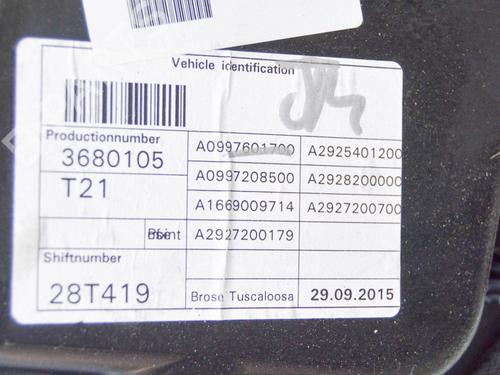 Vehicle identification
Productionnumber
3680105
T21
A0997601700 A2925401200
A0997208500 A2928200000
A1669009714 A2927200700
A2927200179
Shiftnumber
28T419
Brose Tuscaloosa 29.09.2015